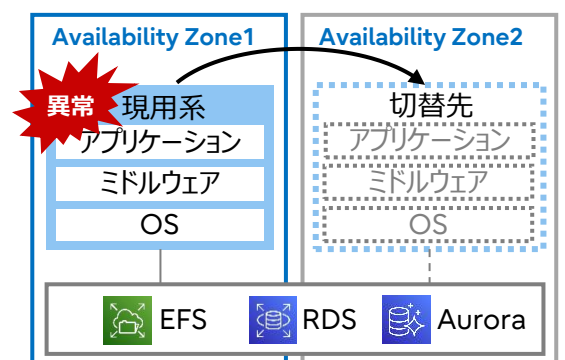 Availability Zone1
Availability Zone2
異常
現用系
アプリケーション
ミドルウェア
OS
切替先
アプリケーション
ミドルウェア
OS
EFS
RDS
Aurora